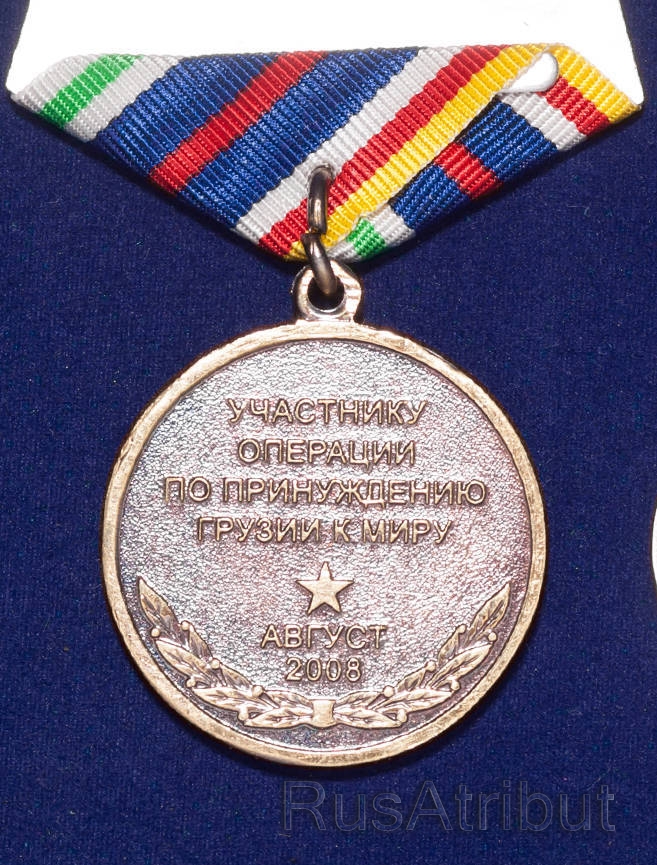 УЧАСТНИКУ
ОПЕРАЦИИ
ПО ПРИНУЖДЕНИЮ
ГРУЗИИ К МИРУ
АВГУСТ
2008
RusAtribut